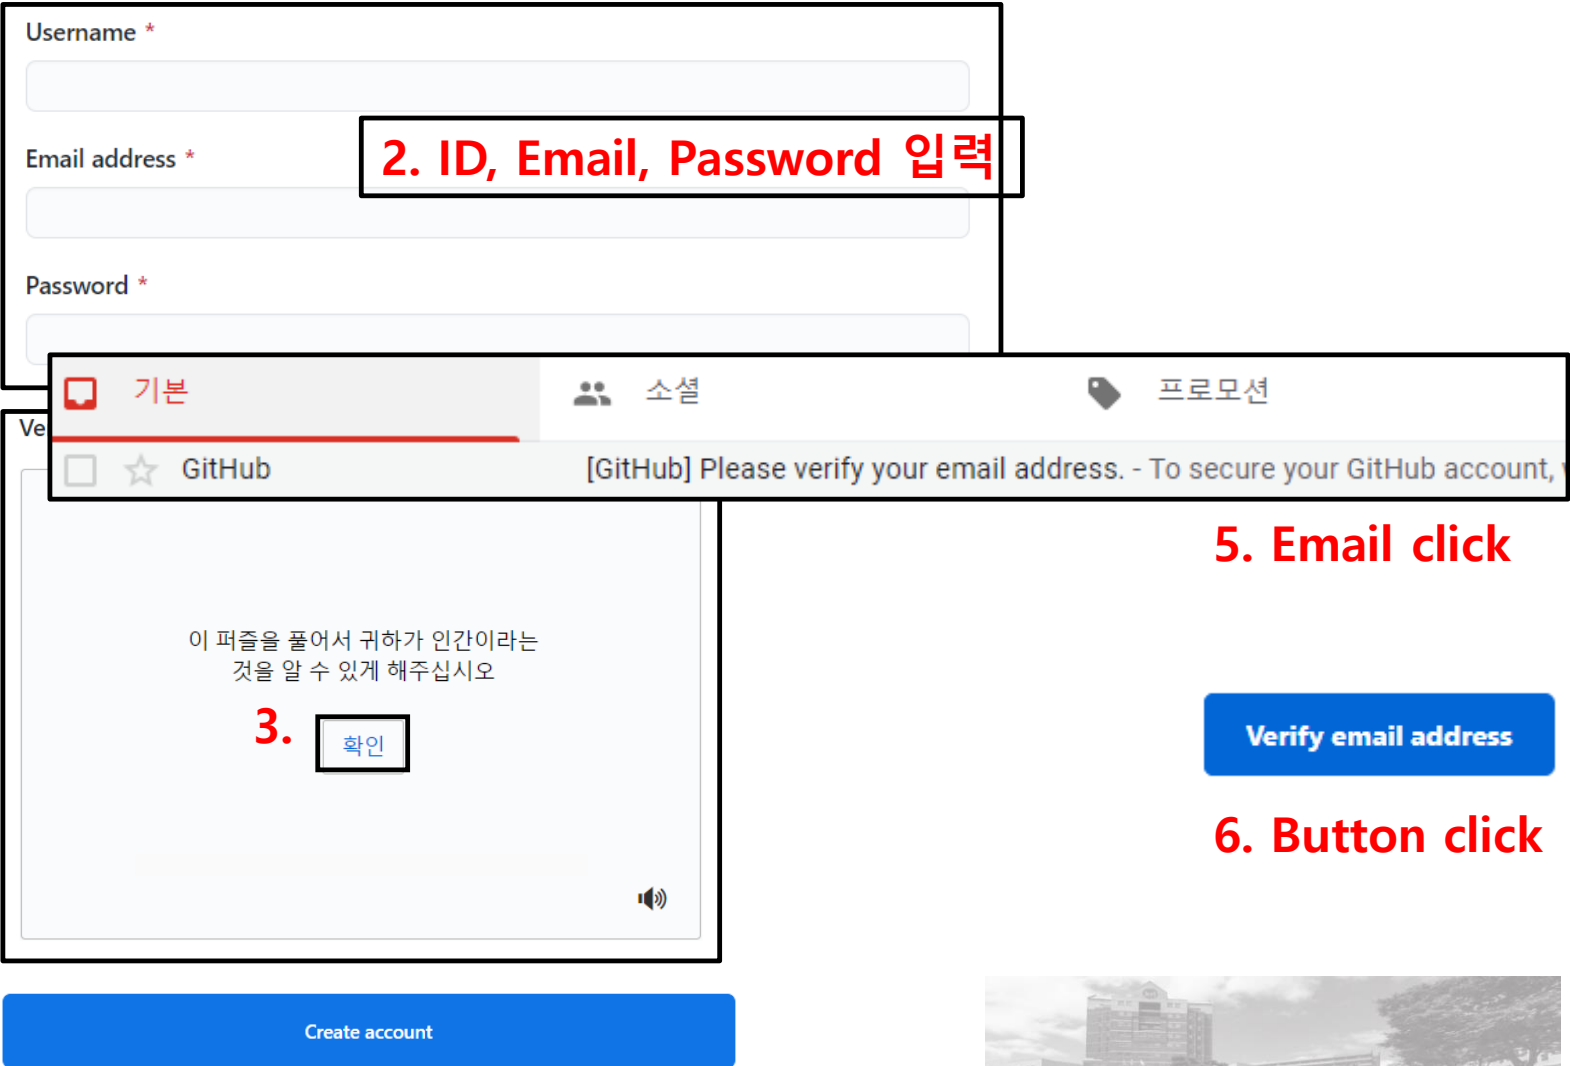 Username *
Email address *
2. ID, Email, Password 입력
Password *
기본
소셜
프로모션
Ve
GitHub
[GitHub] Please verify your email address. - To secure your GitHub account,
5. Email click
이 퍼즐을 풀어서 귀하가 인간이라는
것을 알 수 있게 해주십시오
3.
확인
Verify email address
6. Button click
Create account